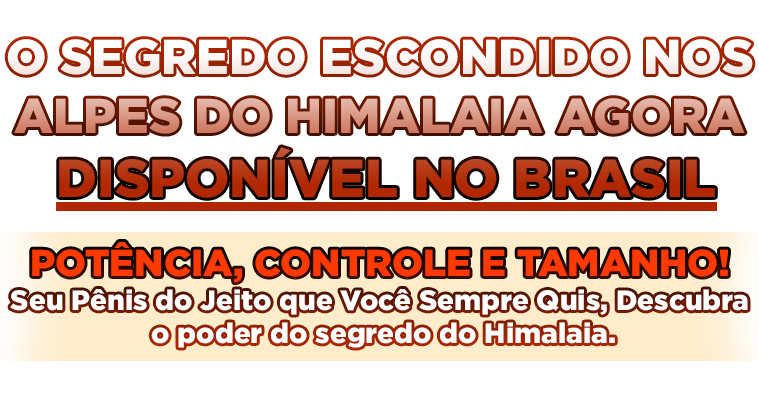 O SEGREDO ESCONDIDO NOS
ALPES DO HIMALAIA AGORA
DISPONÍVEL NO BRASIL
POTÊNCIA, CONTROLE E TAMANHO!
Seu Pênis do Jeito que Você Sempre Quis, Descubra
o poder do segredo do Himalaia.